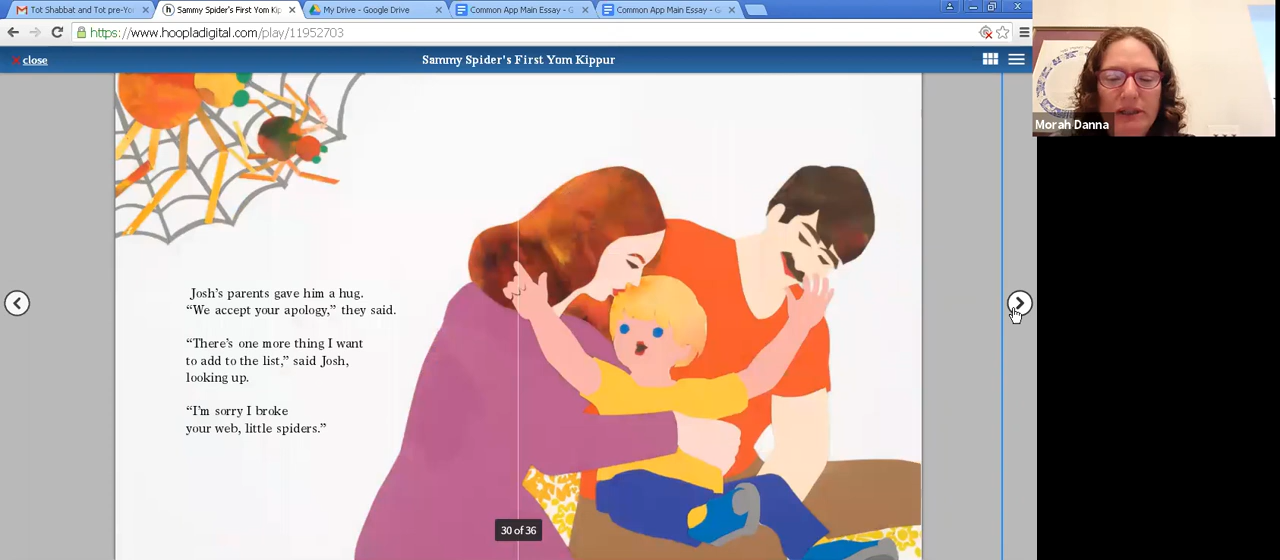 Tot Shabbat and Tot pre-Yo
Sammy Spider's First Yom Kip
My Drive - Google Drive
Common App Main Essay - G
Common App Main Essay - G
https://www.hoopladigital.com/play/11952703
close
Sammy Spider's First Yom Kippur
Morah Danna
Josh's parents gave him a hug.
"We accept your apology," they said.
"There's one more thing I want
to add to the list," said Josh,
looking up.
"I'm sorry I broke
your web, little spiders."
30 of 36